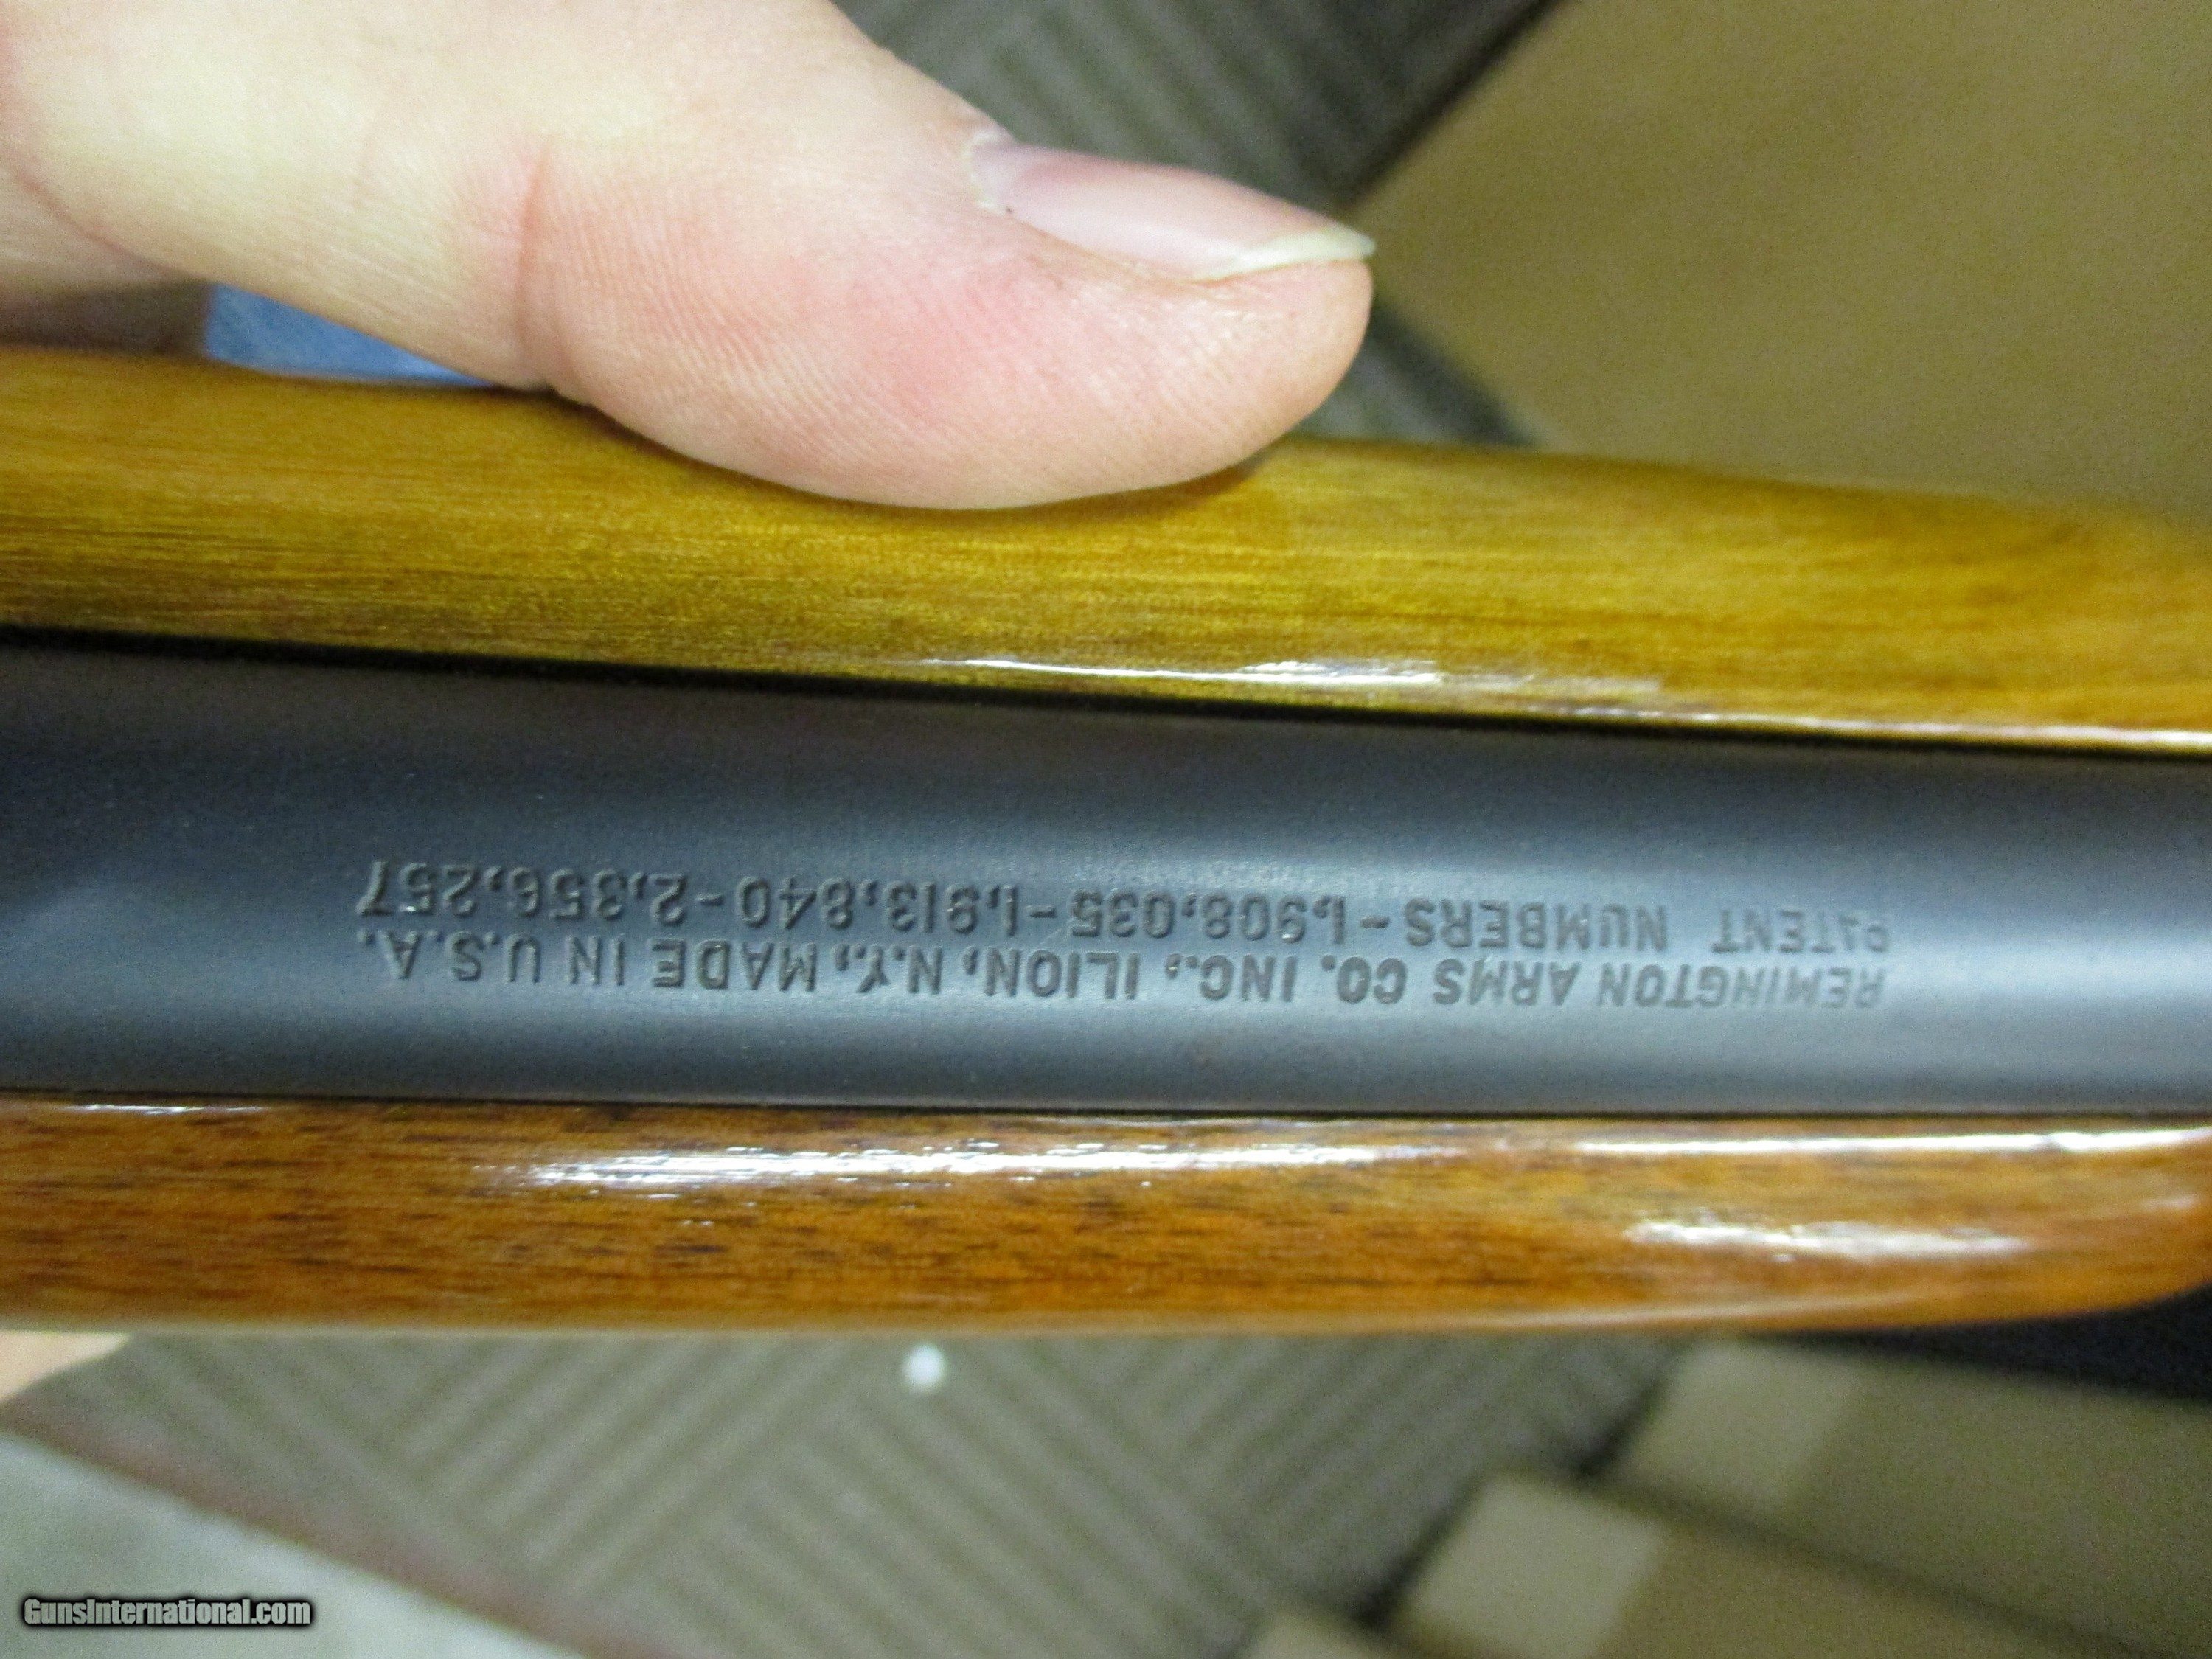 REMINGTON ARMS CO. INC., ILION, N.Y., MADE IN U.S.A.
PATENT NUMBERS-1,908,035-1,913,840-2,356,257
GunsInternational.com